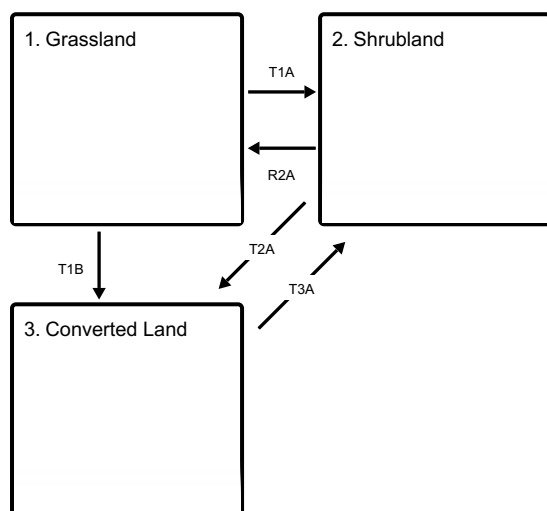 1. Grassland
2. Shrubland
T1A
R2A
T2A
T1B
T3A
3. Converted Land